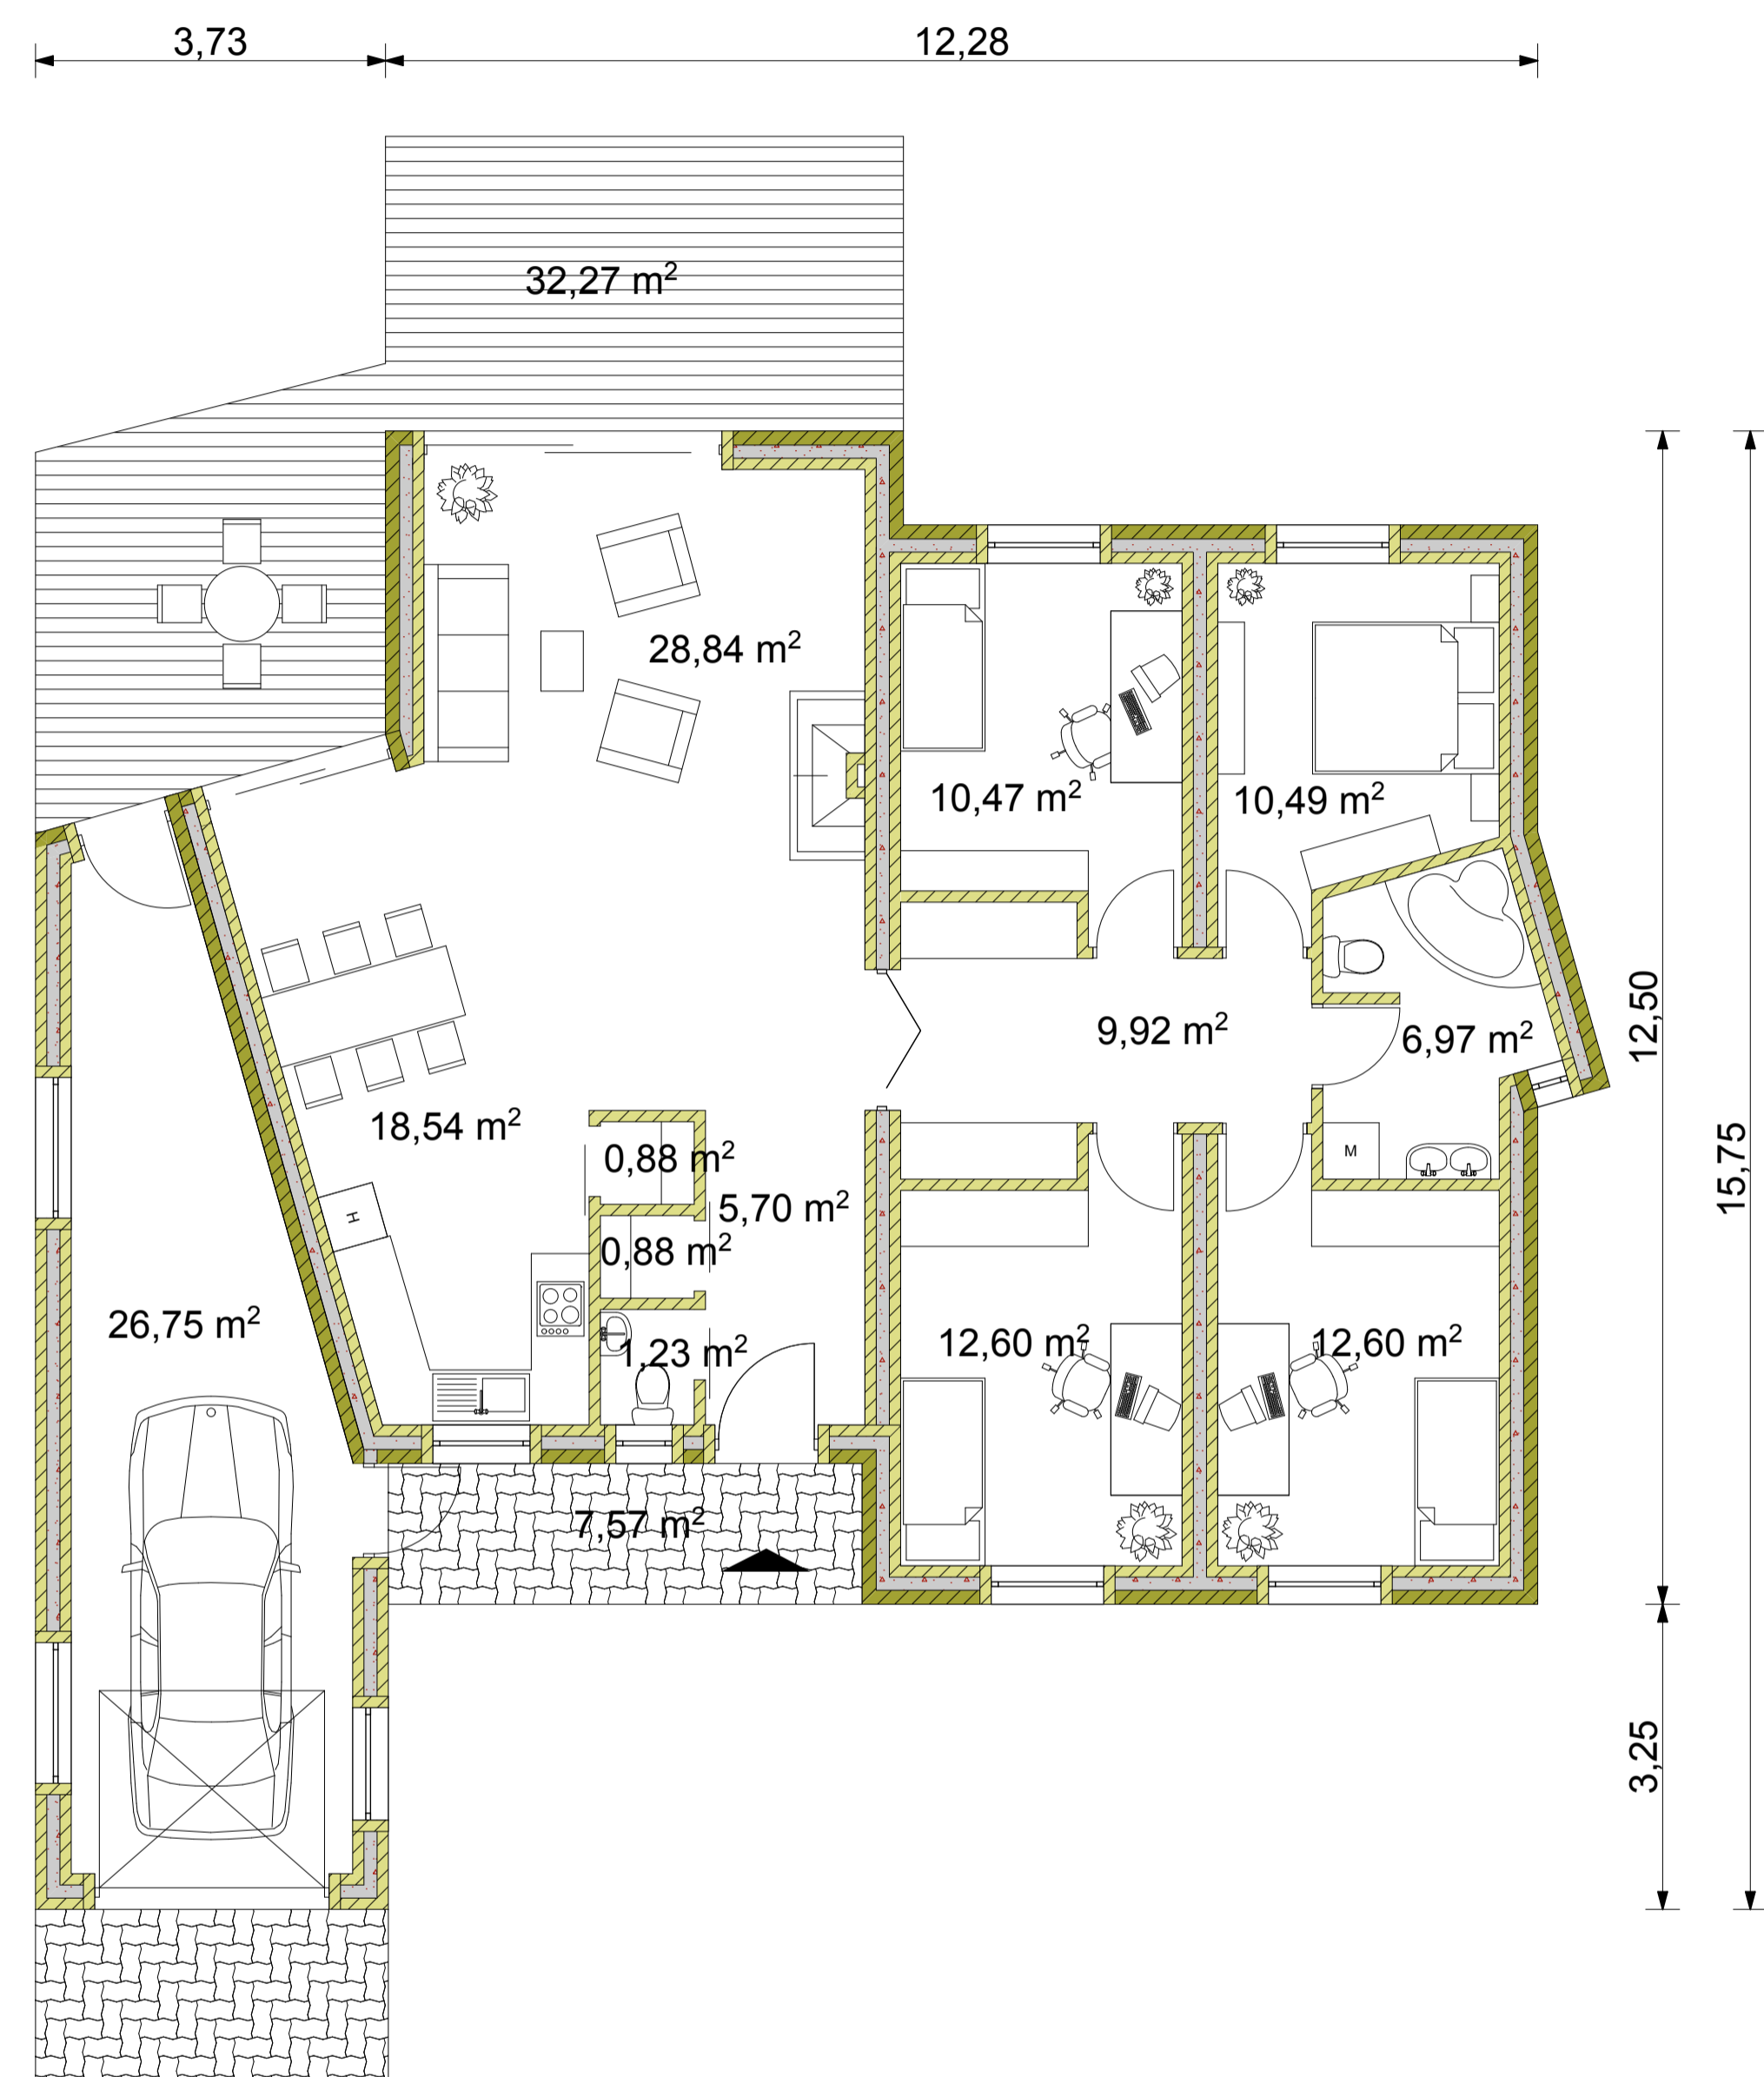 3,73
12,28
32,27 m²
28,84 m²
10,47 m²
10,49 m²
9,92 m²
6,97 m²
12,50
15,75
18,54 m²
0,88 m²
M
5,70 m²
H
0,88 m²
26,75 m²
1,23 m²
12,60 m²
12,60 m²
7,57 m²
3,25